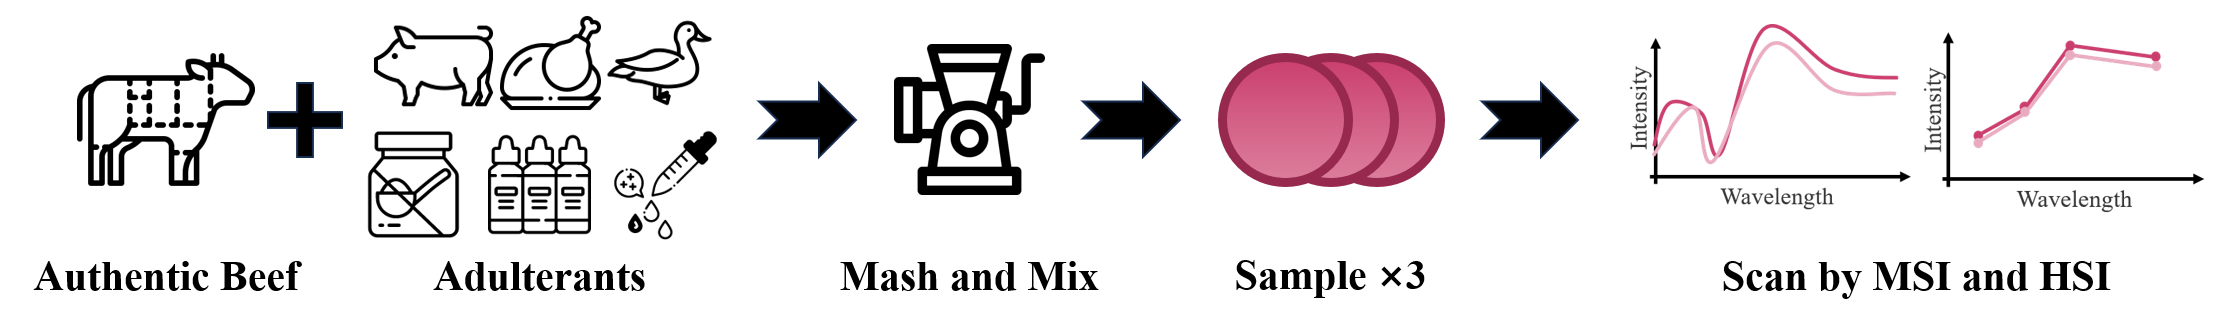 Intensity
Wavelength
Intensity
Wavelength
Authentic Beef
Adulterants
Mash and Mix
Sample ×3
Scan by MSI and HSI